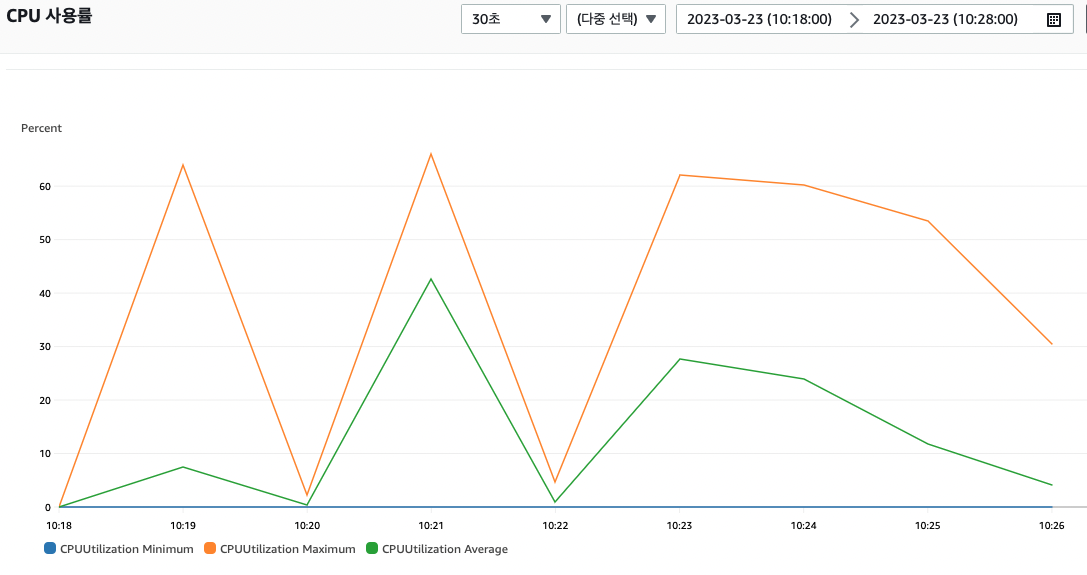 CPU 사용률 30초 (다중 선택) 2023-03-23 (10:18:00) 2023-03-23 (10:28:00)
Percent
60
50
40
30
20
10
0
10:18 10:19 10:20 10:21 10:22 10:23 10:24 10:25 10:26
CPUUtilization Minimum CPUUtilization Maximum CPUUtilization Average